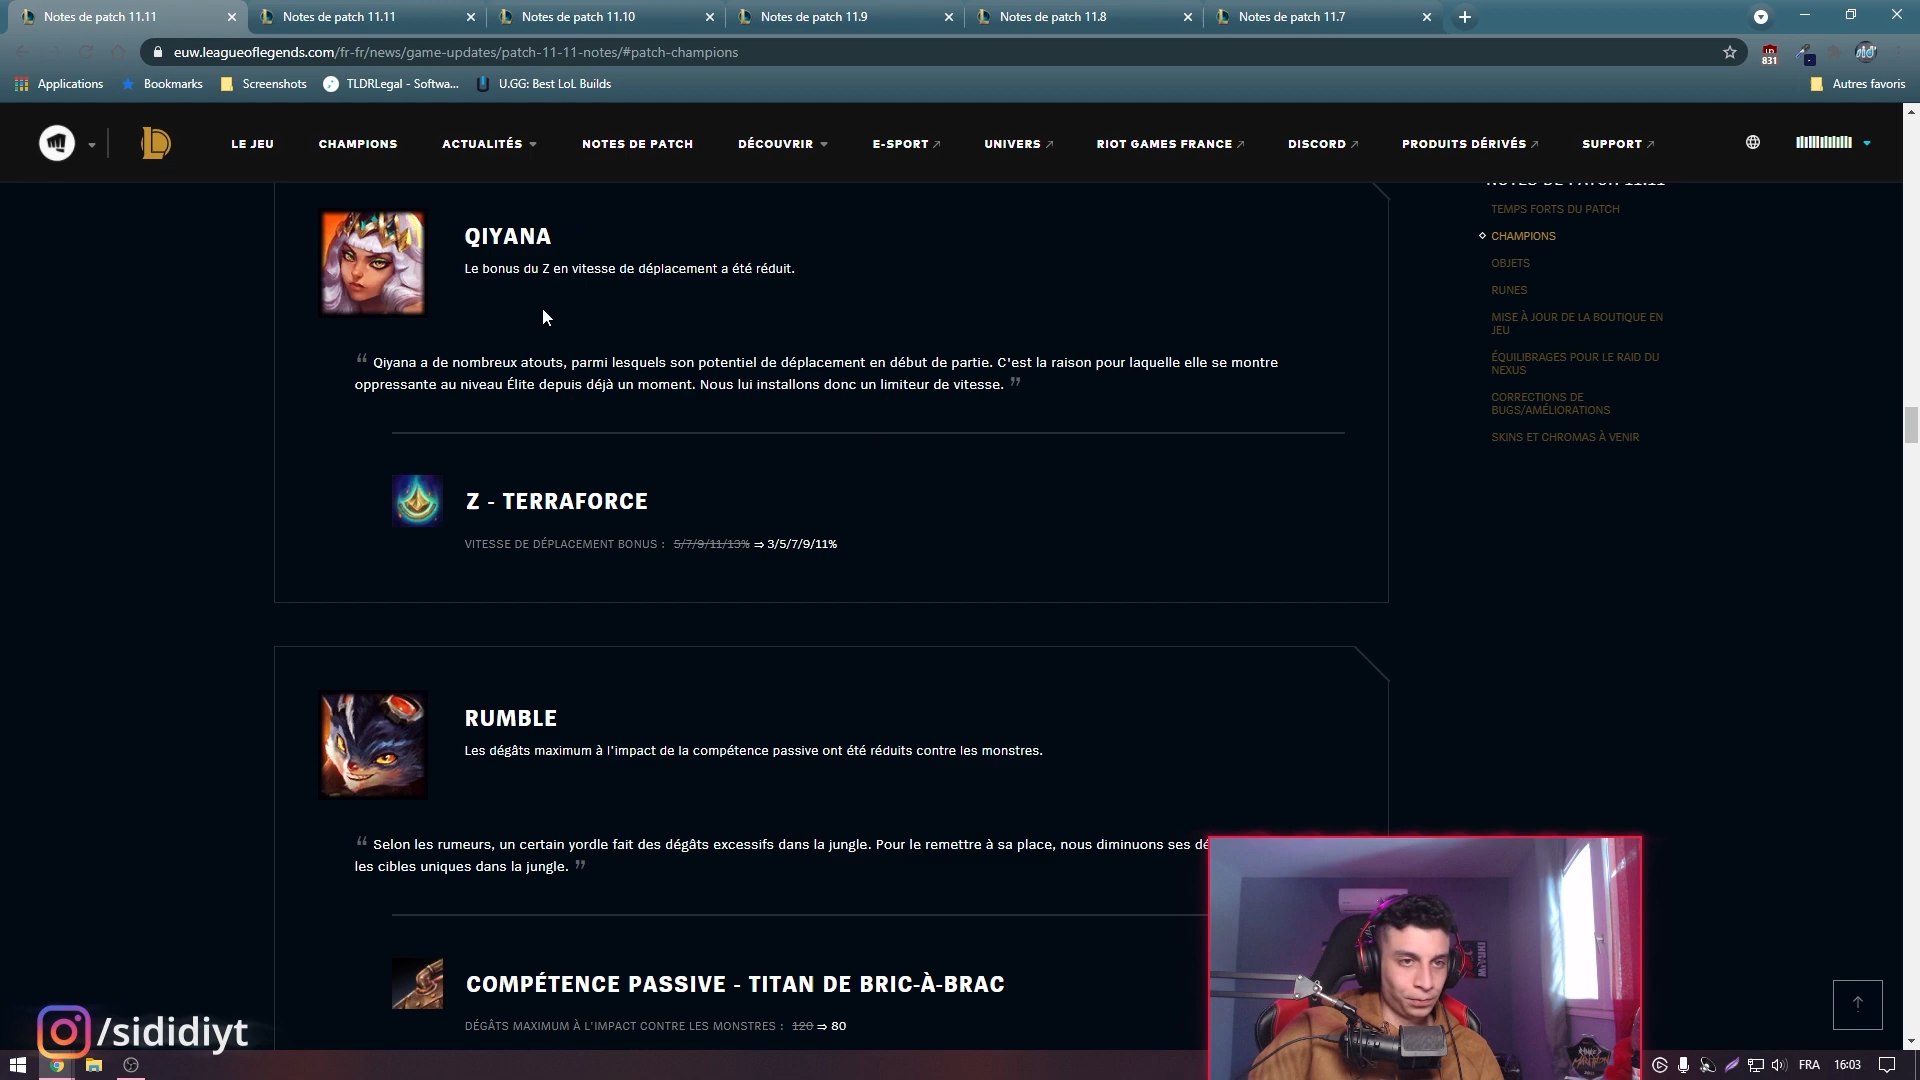 Notes de patch 11.11
Notes de patch 11.11
Notes de patch 11.10
Notes de patch 11.9
Notes de patch 11.8
Notes de patch 11.7
euw.leagueoflegends.com/fr-fr/news/game-updates/patch-11-11-notes/#patch-champions
831
Applications
Bookmarks
Screenshots
TLDRLegal - Softwa...
U.GG: Best LoL Builds
Autres favoris
LE JEU
CHAMPIONS
ACTUALITÉS
NOTES DE PATCH
DÉCOUVRIR
E-SPORT
UNIVERS
RIOT GAMES FRANCE
DISCORD
PRODUITS DÉRIVÉS
SUPPORT
NOTES DE PATCH 11.11
TEMPS FORTS DU PATCH
CHAMPIONS
OBJETS
RUNES
MISE À JOUR DE LA BOUTIQUE EN
JEU
ÉQUILIBRAGES POUR LE RAID DU
NEXUS
CORRECTIONS DE
BUGS/AMÉLIORATIONS
SKINS ET CHROMAS À VENIR
QIYANA
Le bonus du Z en vitesse de déplacement a été réduit.
“ Qiyana a de nombreux atouts, parmi lesquels son potentiel de déplacement en début de partie. C'est la raison pour laquelle elle se montre
oppressante au niveau Élite depuis déjà un moment. Nous lui installons donc un limiteur de vitesse. ”
Z - TERRAFORCE
VITESSE DE DÉPLACEMENT BONUS : 5/7/9/11/13% ⇒ 3/5/7/9/11%
RUMBLE
Les dégâts maximum à l'impact de la compétence passive ont été réduits contre les monstres.
“ Selon les rumeurs, un certain yordle fait des dégâts excessifs dans la jungle. Pour le remettre à sa place, nous diminuons ses dé
les cibles uniques dans la jungle. ”
COMPÉTENCE PASSIVE - TITAN DE BRIC-À-BRAC
DÉGÂTS MAXIMUM À L'IMPACT CONTRE LES MONSTRES : 120 ⇒ 80
/sididiyt
FRA
16:03